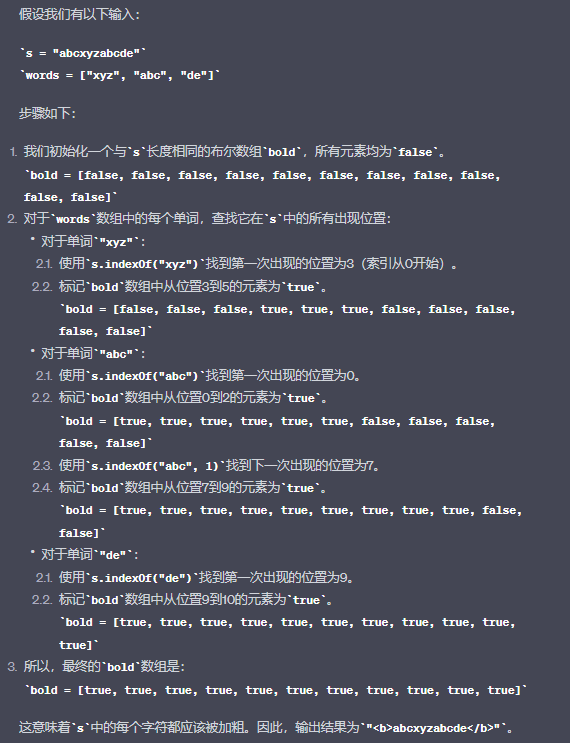 假设我们有以下输入：
`s = "abcxyzabcde"`
`words = ["xyz", "abc", "de"]`
步骤如下：
1. 我们初始化一个与`s`长度相同的布尔数组`bold`，所有元素均为`false`。
`bold = [false, false, false, false, false, false, false, false, false,
false, false]`
2. 对于`words`数组中的每个单词，查找它在`s`中的所有出现位置：
• 对于单词`"xyz"`：
2.1. 使用`s.indexOf("xyz")`找到第一次出现的位置为3（索引从0开始）。
2.2. 标记`bold`数组中从位置3到5的元素为`true`。
`bold = [false, false, false, true, true, true, false, false, false,
false, false]`
• 对于单词`"abc"`：
2.1. 使用`s.indexOf("abc")`找到第一次出现的位置为0。
2.2. 标记`bold`数组中从位置0到2的元素为`true`。
`bold = [true, true, true, true, true, true, false, false, false,
false, false]`
2.3. 使用`s.indexOf("abc", 1)`找到下一次出现的位置为7。
2.4. 标记`bold`数组中从位置7到9的元素为`true`。
`bold = [true, true, true, true, true, true, true, true, true, false,
false]`
• 对于单词`"de"`：
2.1. 使用`s.indexOf("de")`找到第一次出现的位置为9。
2.2. 标记`bold`数组中从位置9到10的元素为`true`。
`bold = [true, true, true, true, true, true, true, true, true, true,
true]`
3. 所以，最终的`bold`数组是：
`bold = [true, true, true, true, true, true, true, true, true, true, true]`
这意味着`s`中的每个字符都应该被加粗。因此，输出结果为`"<b>abcxyzabcde</b>"`。